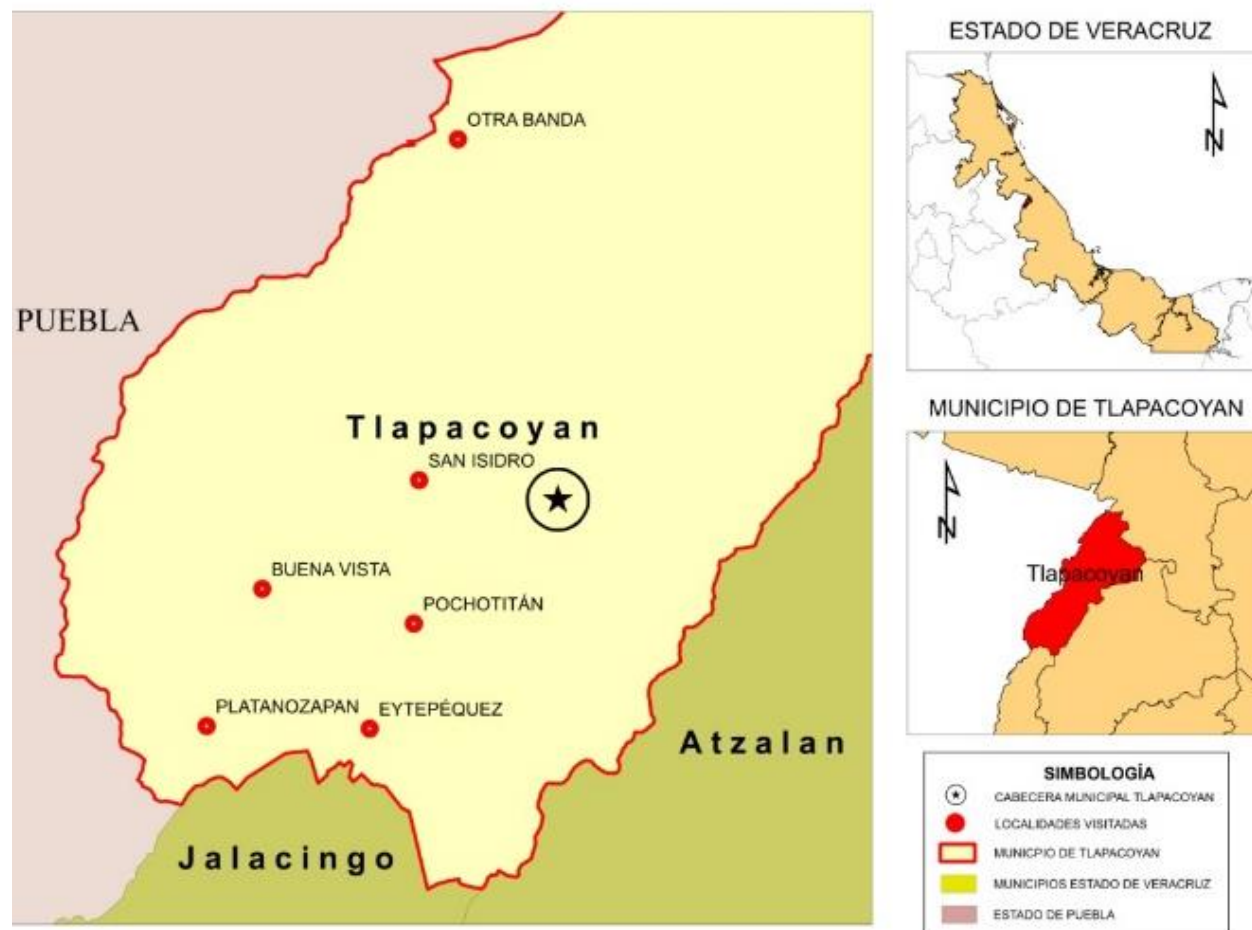 OTRA BANDA
PUEBLA
Tlapacoyan
SAN ISIDRO
BUENA VISTA
POCHOTITÁN
PLATANOZAPAN
EYTEPÉQUEZ
Atzalan
Jalacingo
ESTADO DE VERACRUZ
N
MUNICIPIO DE TLAPACOYAN
N
Tlapacoyan
SIMBOLOGÍA
CABECERA MUNICIPAL TLAPACOYAN
LOCALIDADES VISITADAS
MUNICPIO DE TLAPACOYAN
MUNICIPIOS ESTADO DE VERACRUZ
ESTADO DE PUEBLA